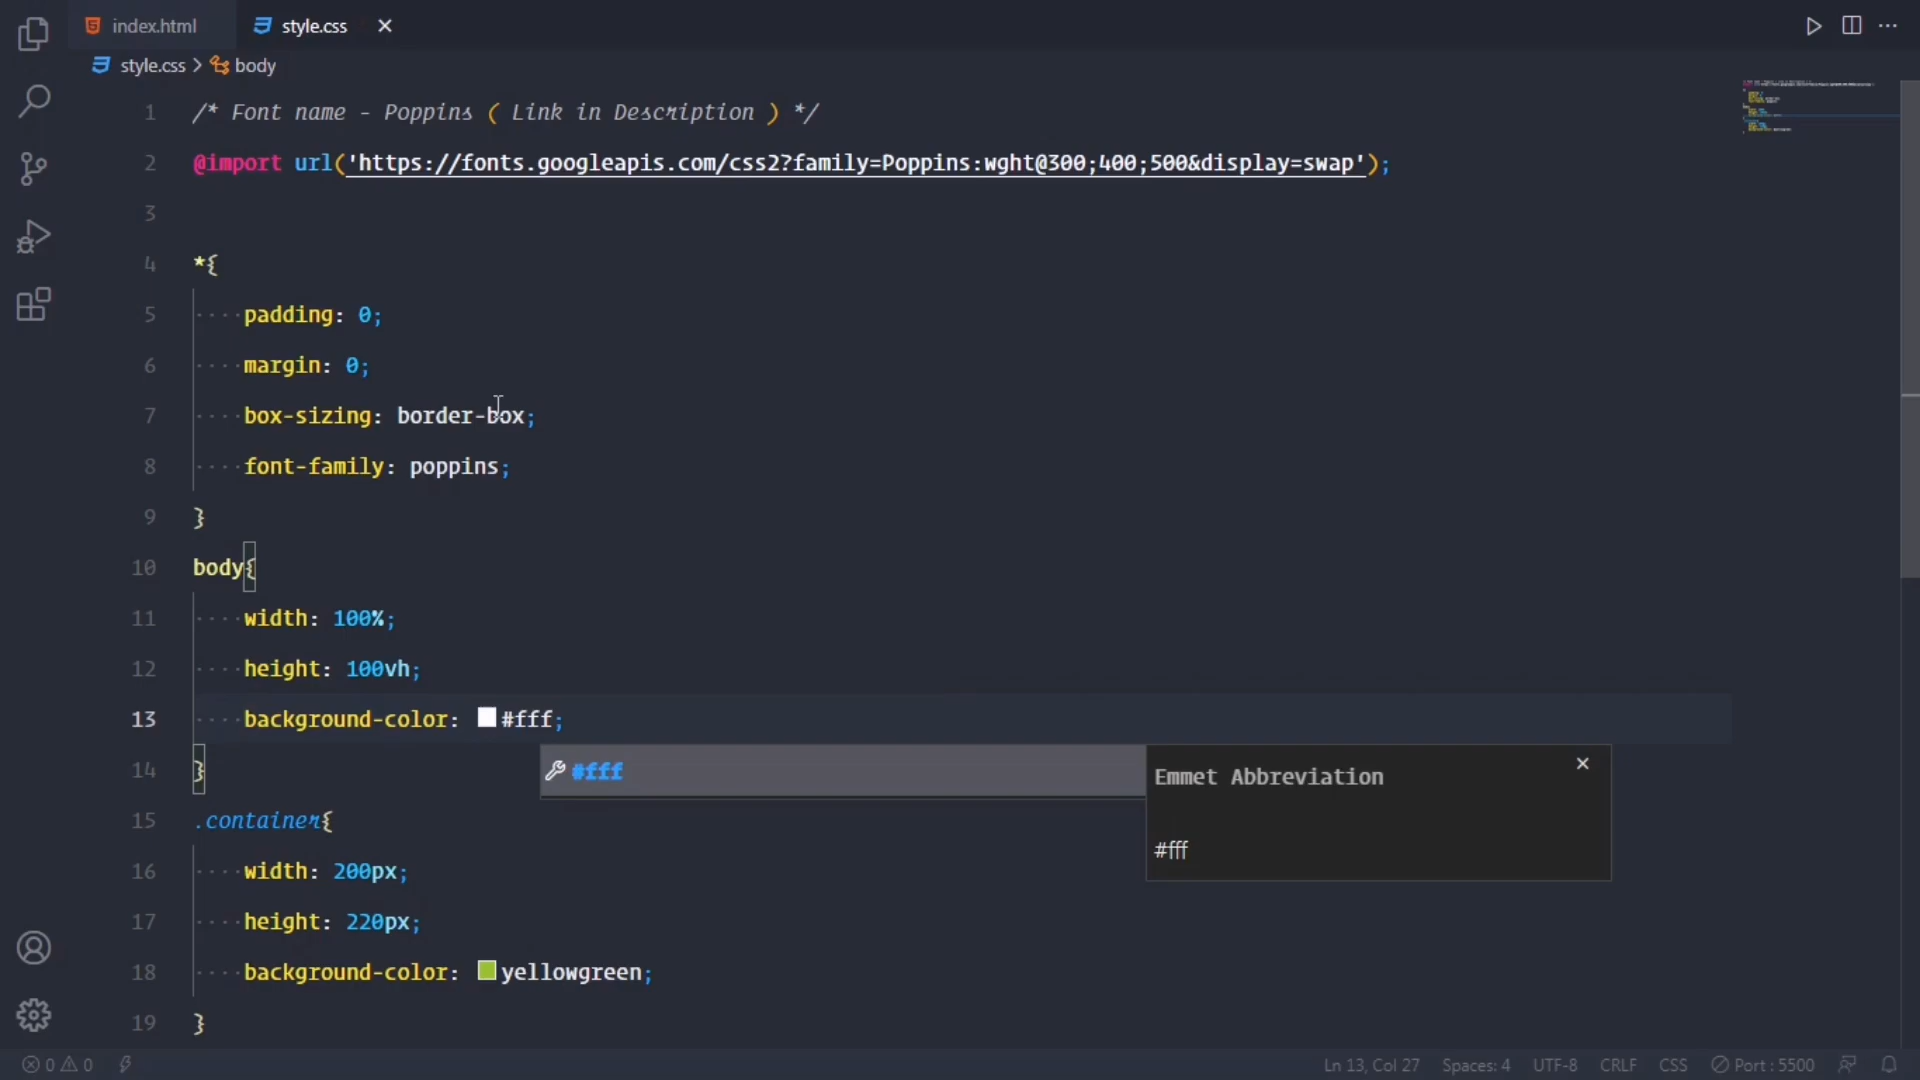 index.html style.css
style.css > body
1 /* Font name - Poppins ( Link in Description ) */
2 @import url('https://fonts.googleapis.com/css2?family=Poppins:wght@300;400;500&display=swap');
3
4 *{
5 ····padding: 0;
6 ····margin: 0;
7 ····box-sizing: border-box;
8 ····font-family: poppins;
9 }
10 body{
11 ····width: 100%;
12 ····height: 100vh;
13 ····background-color: #fff;
14 }
#fff
Emmet Abbreviation
#fff
15 .container{
16 ····width: 200px;
17 ····height: 220px;
18 ····background-color: yellowgreen;
19 }
0 0 Ln 13, Col 27 Spaces: 4 UTF-8 CRLF CSS Port : 5500